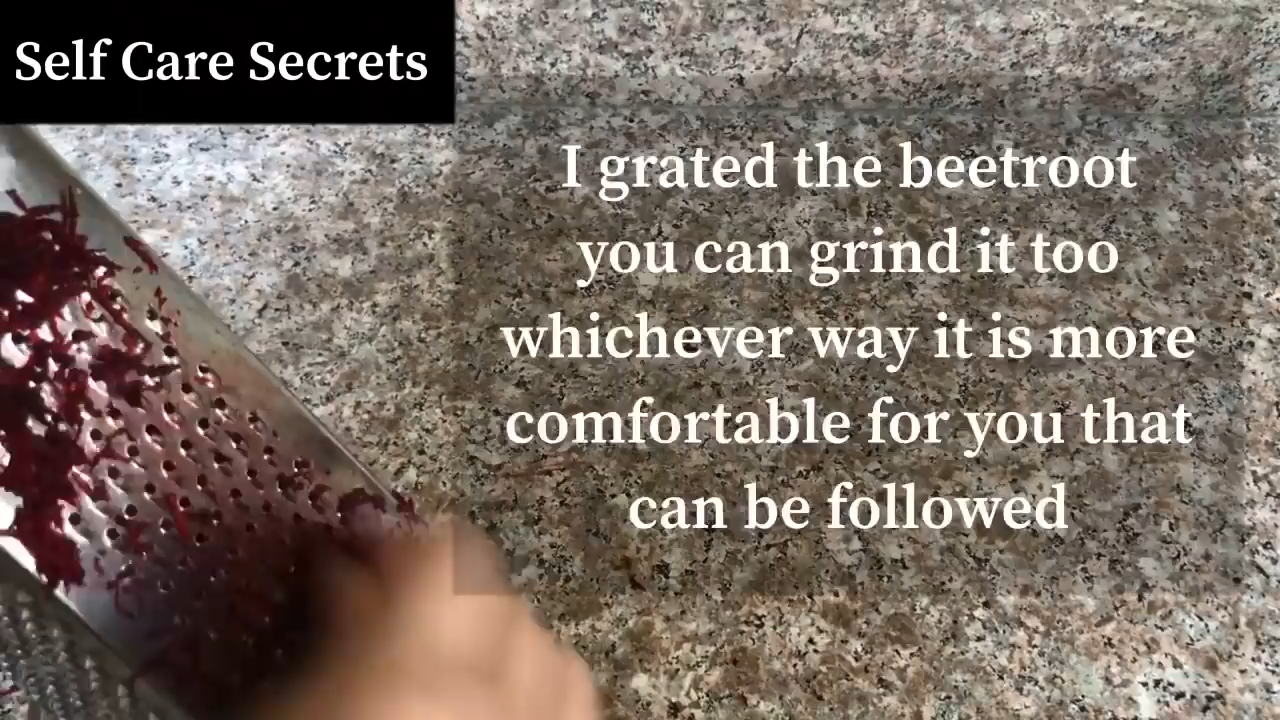 Self Care Secrets
I grated the beetroot
you can grind it too
whichever way it is more
comfortable for you that
can be followed